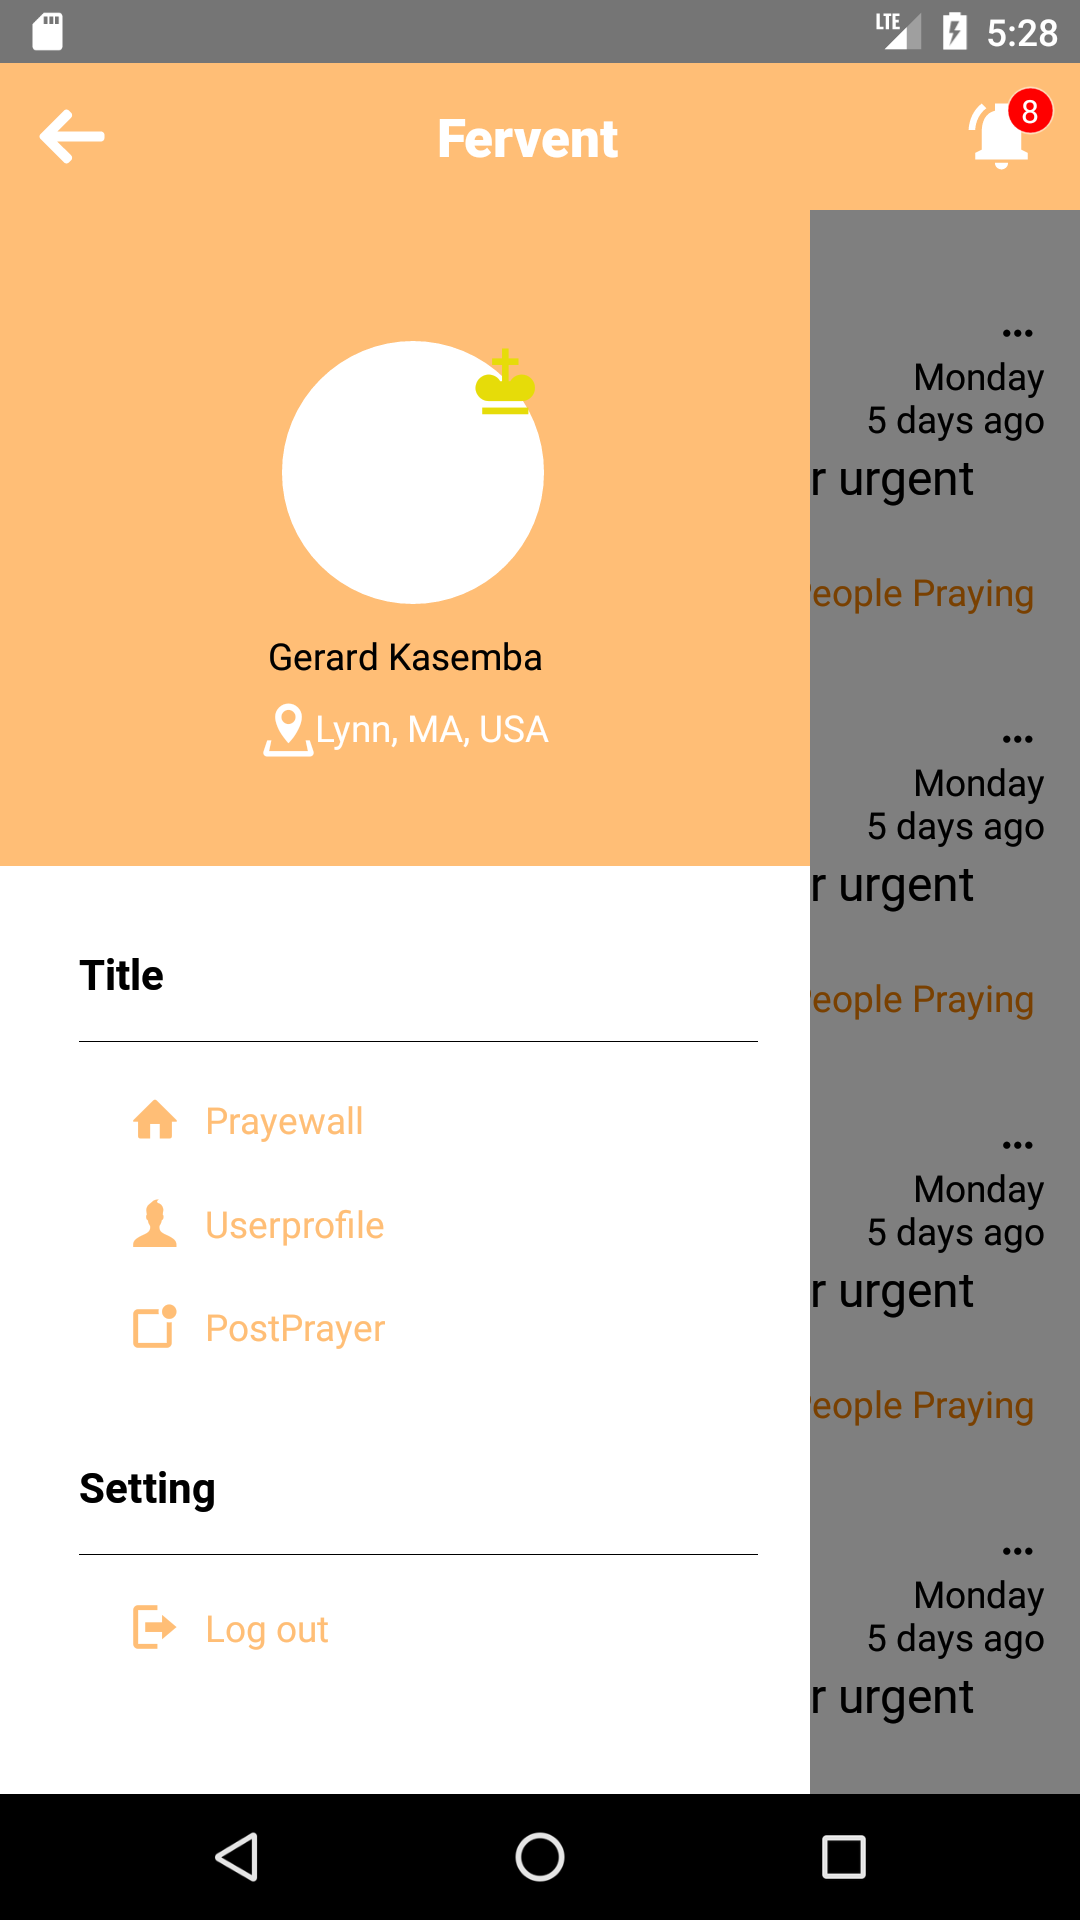 LTE 5:28
Fervent
8
Monday
5 days ago
r urgent
eople Praying
Gerard Kasemba
Lynn, MA, USA
Monday
5 days ago
r urgent
eople Praying
Title
Prayewall
Userprofile
PostPrayer
Monday
5 days ago
r urgent
eople Praying
Setting
Log out
Monday
5 days ago
r urgent